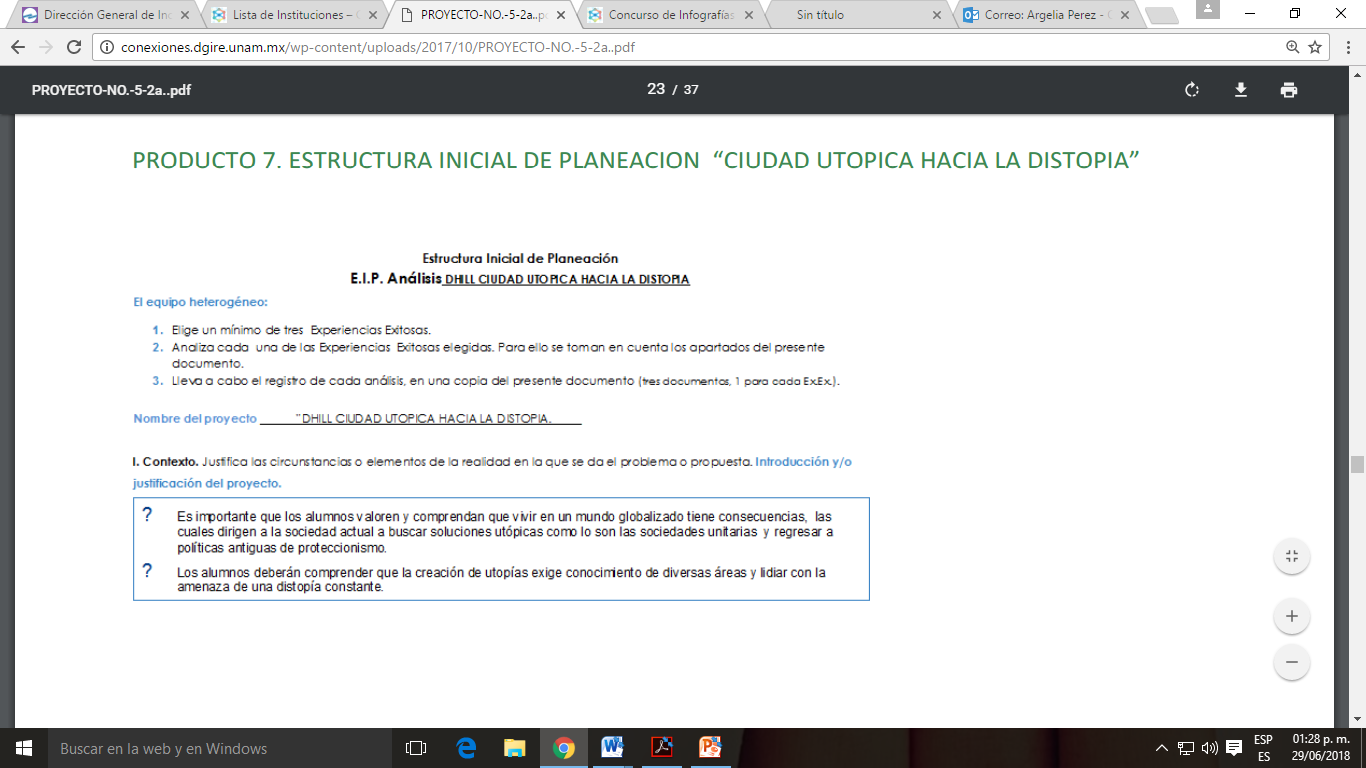 Dirección General de Inc
Lista de Instituciones – C
PROYECTO-NO.-5-2a..p
Concurso de Infografías
Sin título
Correo: Argelia Perez - 
conexiones.dgire.unam.mx/wp-content/uploads/2017/10/PROYECTO-NO.-5-2a..pdf
PROYECTO-NO.-5-2a..pdf 23 / 37
PRODUCTO 7. ESTRUCTURA INICIAL DE PLANEACION “CIUDAD UTOPICA HACIA LA DISTOPIA”
Estructura Inicial de Planeación
E.I.P. Análisis DHILL CIUDAD UTOPICA HACIA LA DISTOPIA
El equipo heterogéneo:
1. Elige un mínimo de tres Experiencias Exitosas.
2. Analiza cada una de las Experiencias Exitosas elegidas. Para ello se toman en cuenta los apartados del presente
documento.
3. Lleva a cabo el registro de cada análisis, en una copia del presente documento (tres documentos, 1 para cada Ex.Ex.).
Nombre del proyecto ______"DHILL CIUDAD UTOPICA HACIA LA DISTOPIA._____
I. Contexto. Justifica las circunstancias o elementos de la realidad en la que se da el problema o propuesta. Introducción y/o
justificación del proyecto.
? Es importante que los alumnos valoren y comprendan que vivir en un mundo globalizado tiene consecuencias, las
cuales dirigen a la sociedad actual a buscar soluciones utópicas como lo son las sociedades unitarias y regresar a
políticas antiguas de proteccionismo.
? Los alumnos deberán comprender que la creación de utopías exige conocimiento de diversas áreas y lidiar con la
amenaza de una distopía constante.
Buscar en la web y en Windows
ESP
ES
01:28 p. m.
29/06/2018